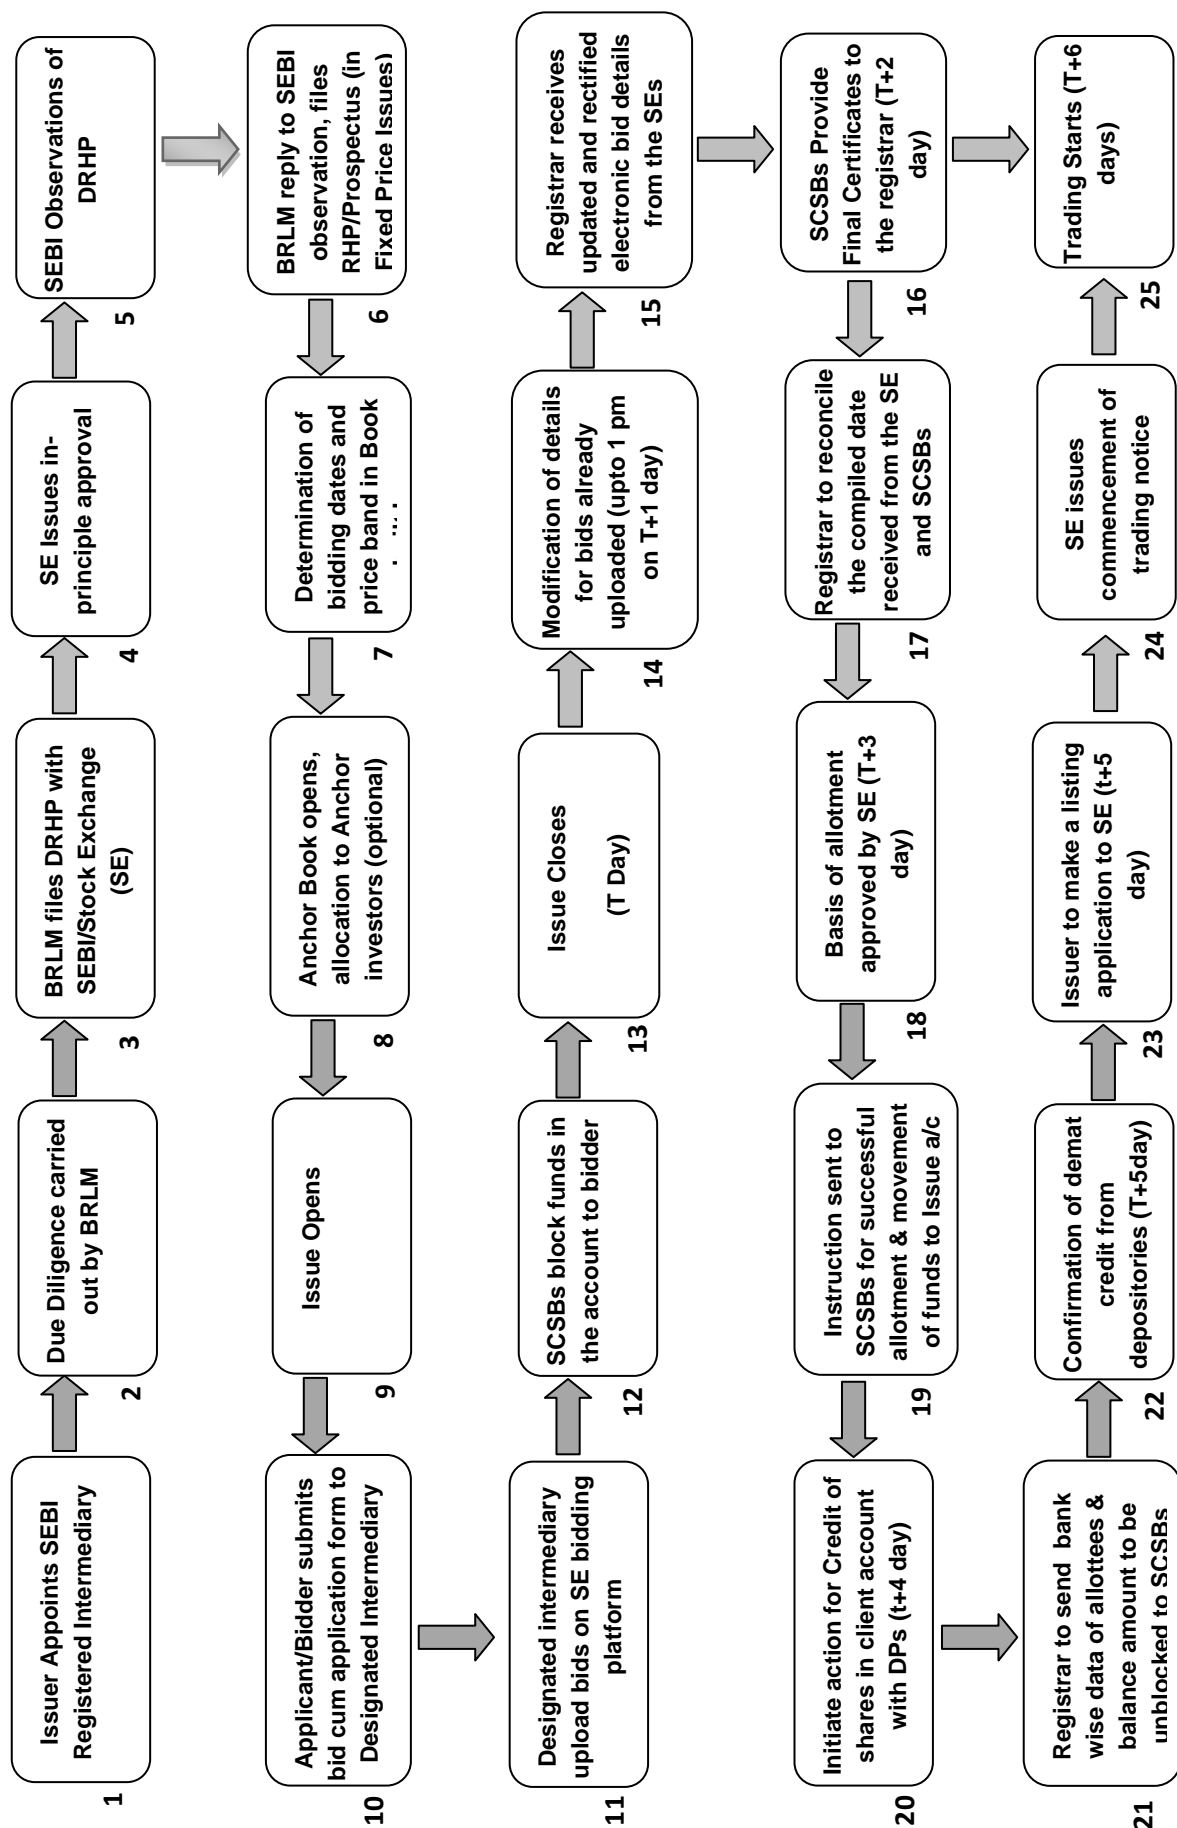 Issuer Appoints SEBI
Registered Intermediary
1
Due Diligence carried
out by BRLM
2
BRLM files DRHP with
SEBI/Stock Exchange
(SE)
3
SE Issues in-
principle approval
4
SEBI Observations of
DRHP
5
BRLM reply to SEBI
observation, files
RHP/Prospectus (in
Fixed Price Issues)
6
Determination of
bidding dates and
price band in Book
7
Anchor Book opens,
allocation to Anchor
investors (optional)
8
Issue Opens
9
Applicant/Bidder submits
bid cum application form to
Designated Intermediary
10
Designated intermediary
upload bids on SE bidding
platform
11
SCSBs block funds in
the account to bidder
12
Issue Closes
(T Day)
13
Modification of details
for bids already
uploaded (upto 1 pm
on T+1 day)
14
Registrar receives
updated and rectified
electronic bid details
from the SEs
15
SCSBs Provide
Final Certificates to
the registrar (T+2
day)
16
Registrar to reconcile
the compiled date
received from the SE
and SCSBs
17
Basis of allotment
approved by SE (T+3
day)
18
Instruction sent to
SCSBs for successful
allotment & movement
of funds to Issue a/c
19
Initiate action for Credit of
shares in client account
with DPs (t+4 day)
20
Registrar to send bank
wise data of allottees &
balance amount to be
unblocked to SCSBs
21
Confirmation of demat
credit from
depositories (T+5day)
22
Issuer to make a listing
application to SE (t+5
day)
23
SE issues
commencement of
trading notice
24
Trading Starts (T+6
days)
25